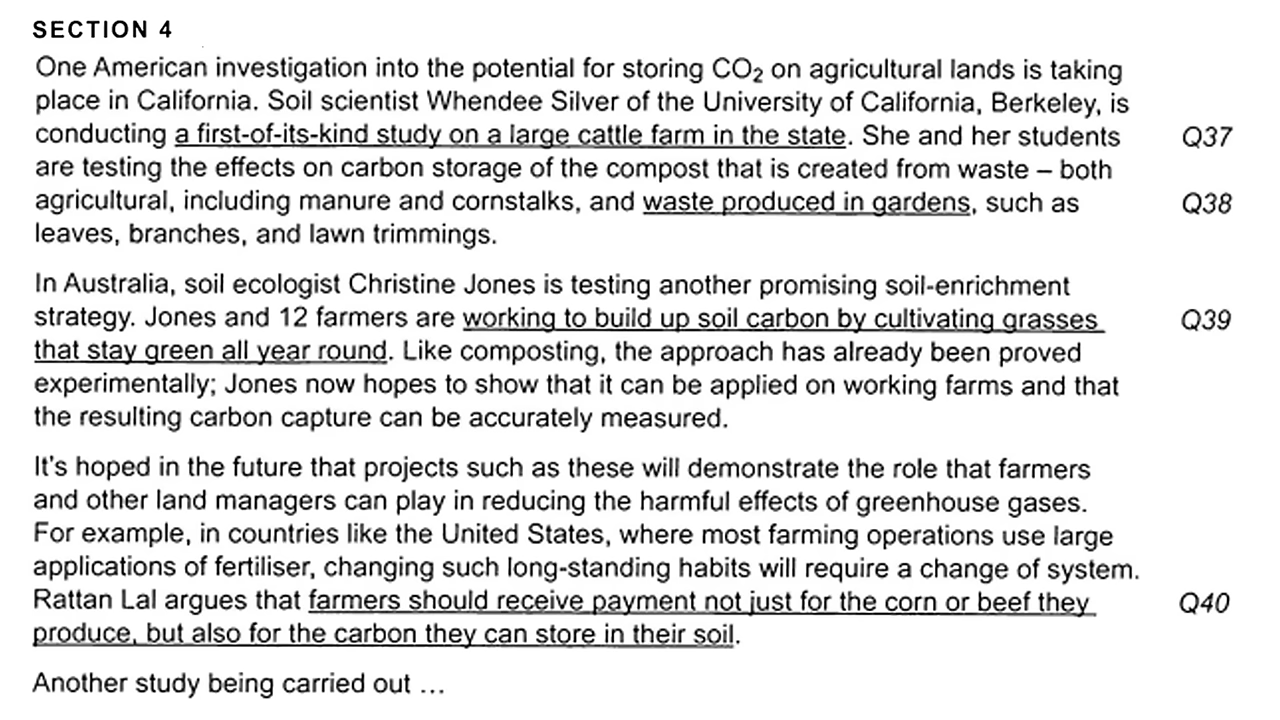 SECTION 4
One American investigation into the potential for storing CO₂ on agricultural lands is taking
place in California. Soil scientist Whendee Silver of the University of California, Berkeley, is
conducting a first-of-its-kind study on a large cattle farm in the state. She and her students Q37
are testing the effects on carbon storage of the compost that is created from waste – both
agricultural, including manure and cornstalks, and waste produced in gardens, such as Q38
leaves, branches, and lawn trimmings.
In Australia, soil ecologist Christine Jones is testing another promising soil-enrichment
strategy. Jones and 12 farmers are working to build up soil carbon by cultivating grasses Q39
that stay green all year round. Like composting, the approach has already been proved
experimentally; Jones now hopes to show that it can be applied on working farms and that
the resulting carbon capture can be accurately measured.
It's hoped in the future that projects such as these will demonstrate the role that farmers
and other land managers can play in reducing the harmful effects of greenhouse gases.
For example, in countries like the United States, where most farming operations use large
applications of fertiliser, changing such long-standing habits will require a change of system.
Rattan Lal argues that farmers should receive payment not just for the corn or beef they Q40
produce, but also for the carbon they can store in their soil.
Another study being carried out ...